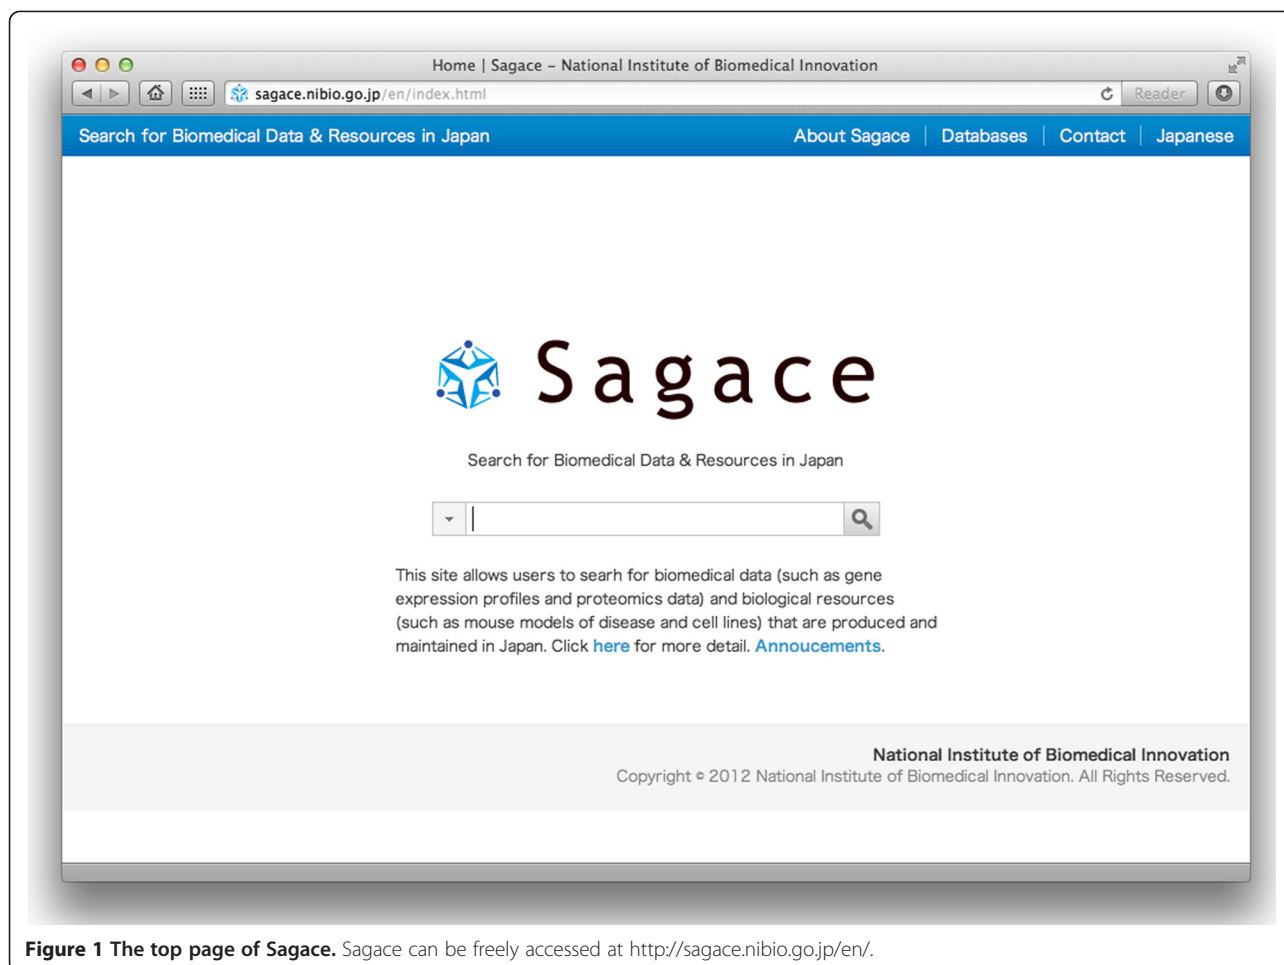 Home | Sagace – National Institute of Biomedical Innovation
sagace.nibio.go.jp/en/index.html
Reader
Search for Biomedical Data & Resources in Japan
About Sagace | Databases | Contact | Japanese
Sagace
Search for Biomedical Data & Resources in Japan
This site allows users to searh for biomedical data (such as gene
expression profiles and proteomics data) and biological resources
(such as mouse models of disease and cell lines) that are produced and
maintained in Japan. Click here for more detail. Annoucements.
National Institute of Biomedical Innovation
Copyright © 2012 National Institute of Biomedical Innovation. All Rights Reserved.
Figure 1 The top page of Sagace. Sagace can be freely accessed at http://sagace.nibio.go.jp/en/.